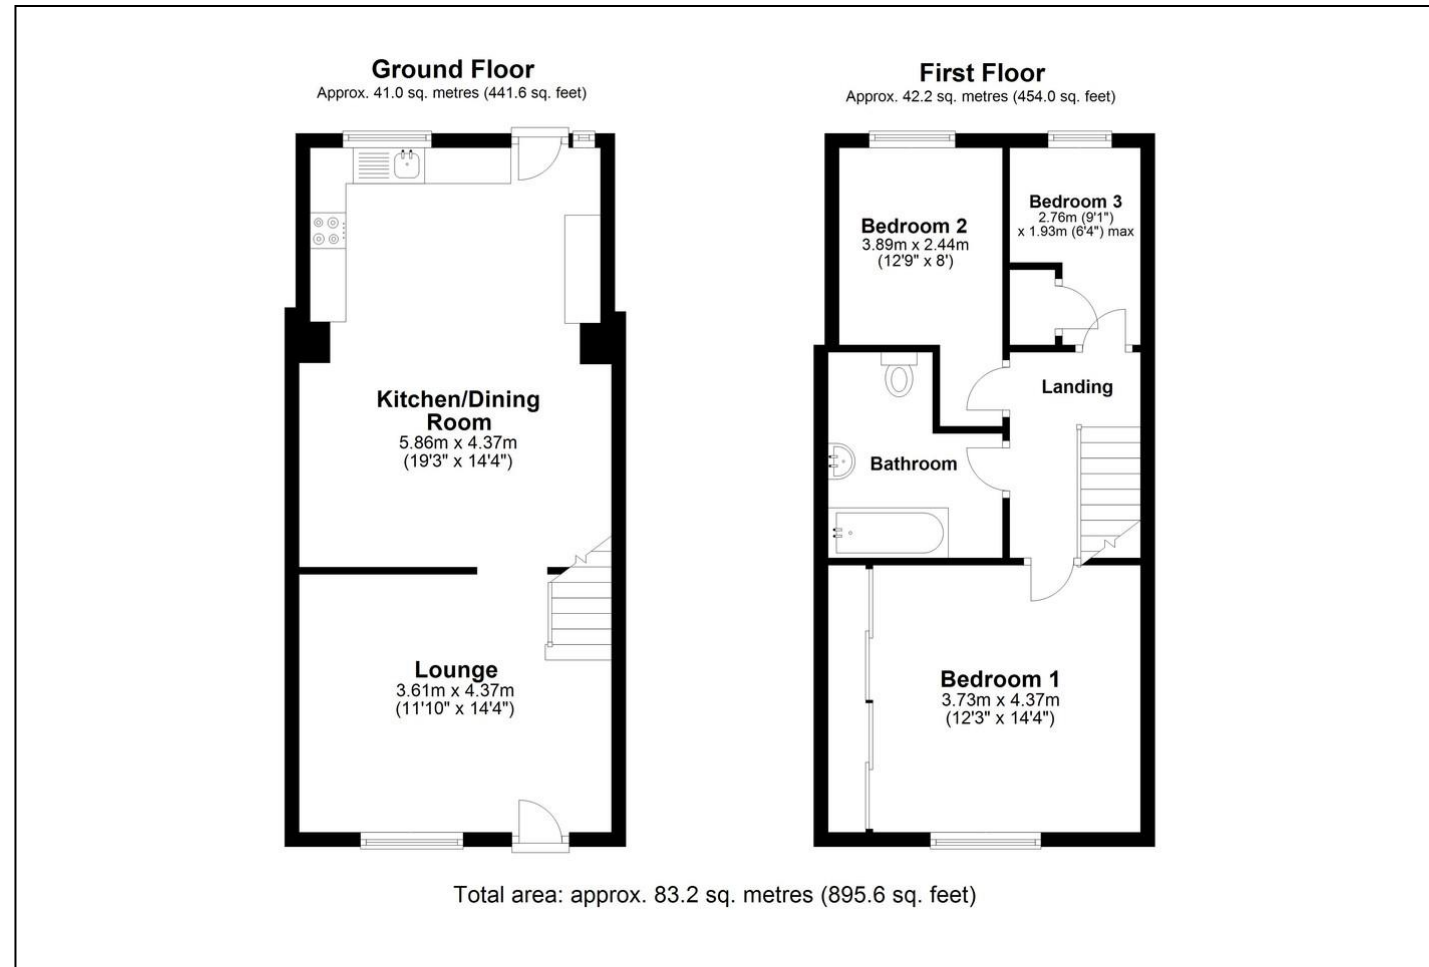 Ground Floor
Approx. 41.0 sq. metres (441.6 sq. feet)
Kitchen/Dining
Room
5.86m x 4.37m
(19'3" x 14'4")
Lounge
3.61m x 4.37m
(11'10" x 14'4")
First Floor
Approx. 42.2 sq. metres (454.0 sq. feet)
Bedroom 2
3.89m x 2.44m
(12'9" x 8')
Bedroom 3
2.76m (9'1")
x 1.93m (6'4") max
Landing
Bathroom
Bedroom 1
3.73m x 4.37m
(12'3" x 14'4")
Total area: approx. 83.2 sq. metres (895.6 sq. feet)